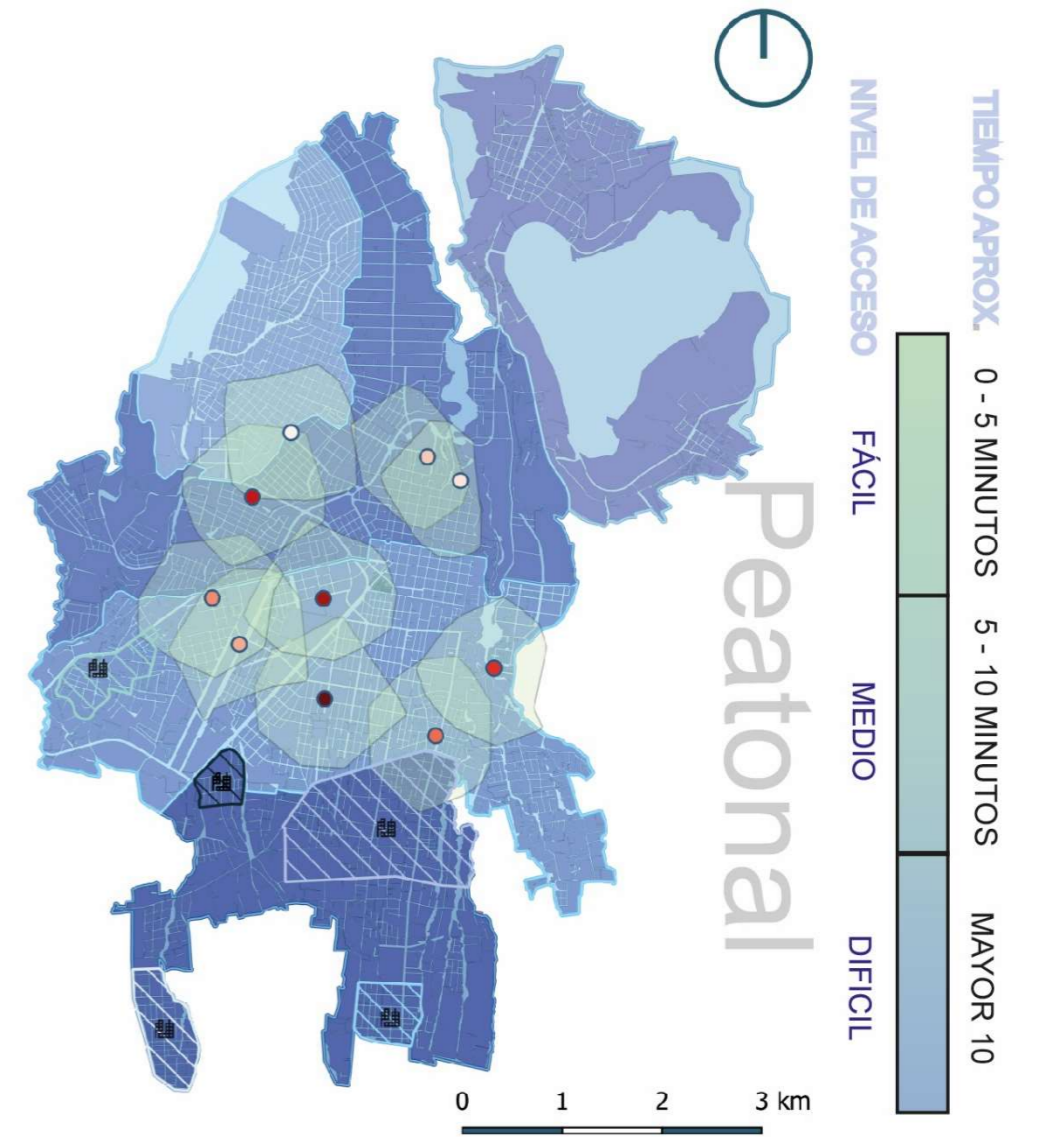 NIVEL DE ACCESO
TIEMPO APROX.
FÁCIL
0 - 5 MINUTOS
MEDIO
5 - 10 MINUTOS
DIFICIL
MAYOR 10
Peatonal
0 1 2 3 km